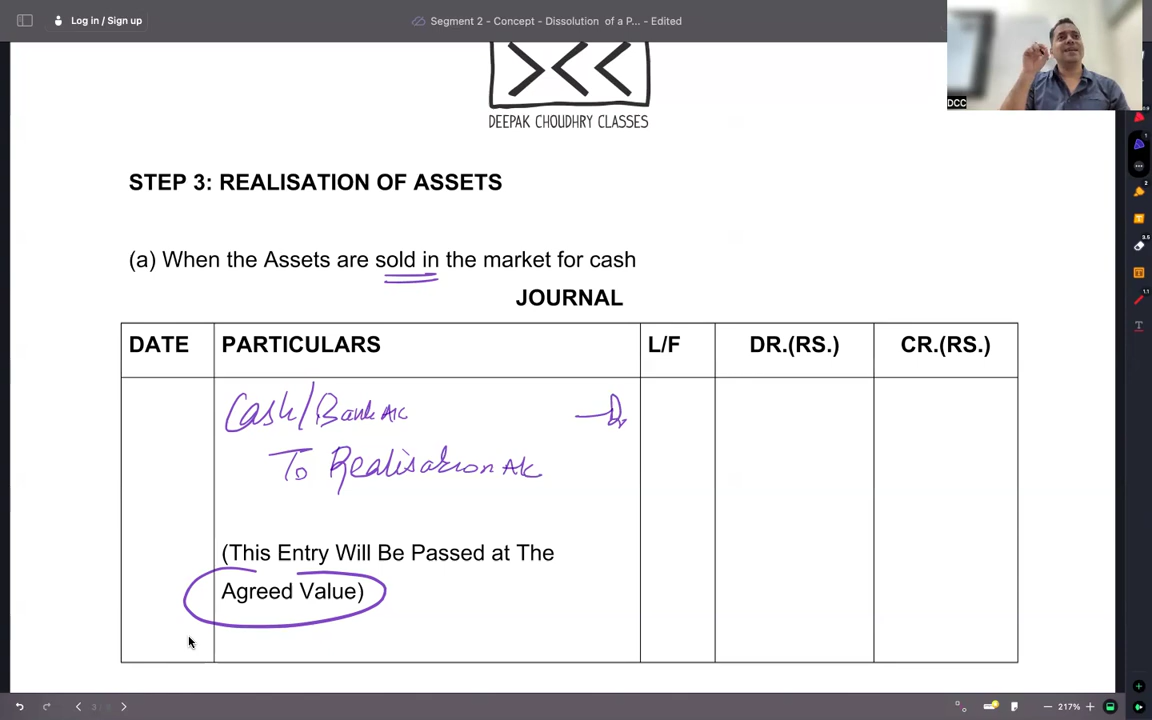 Log in / Sign up
Segment 2 - Concept - Dissolution of a P... - Edited
DCC
DEEPAK CHOUDHRY CLASSES
STEP 3: REALISATION OF ASSETS
(a) When the Assets are sold in the market for cash
JOURNAL
DATE PARTICULARS L/F DR.(RS.) CR.(RS.)
Cash/Bank A/c Dr
To Realisation A/c
(This Entry Will Be Passed at The
Agreed Value)
3
217%